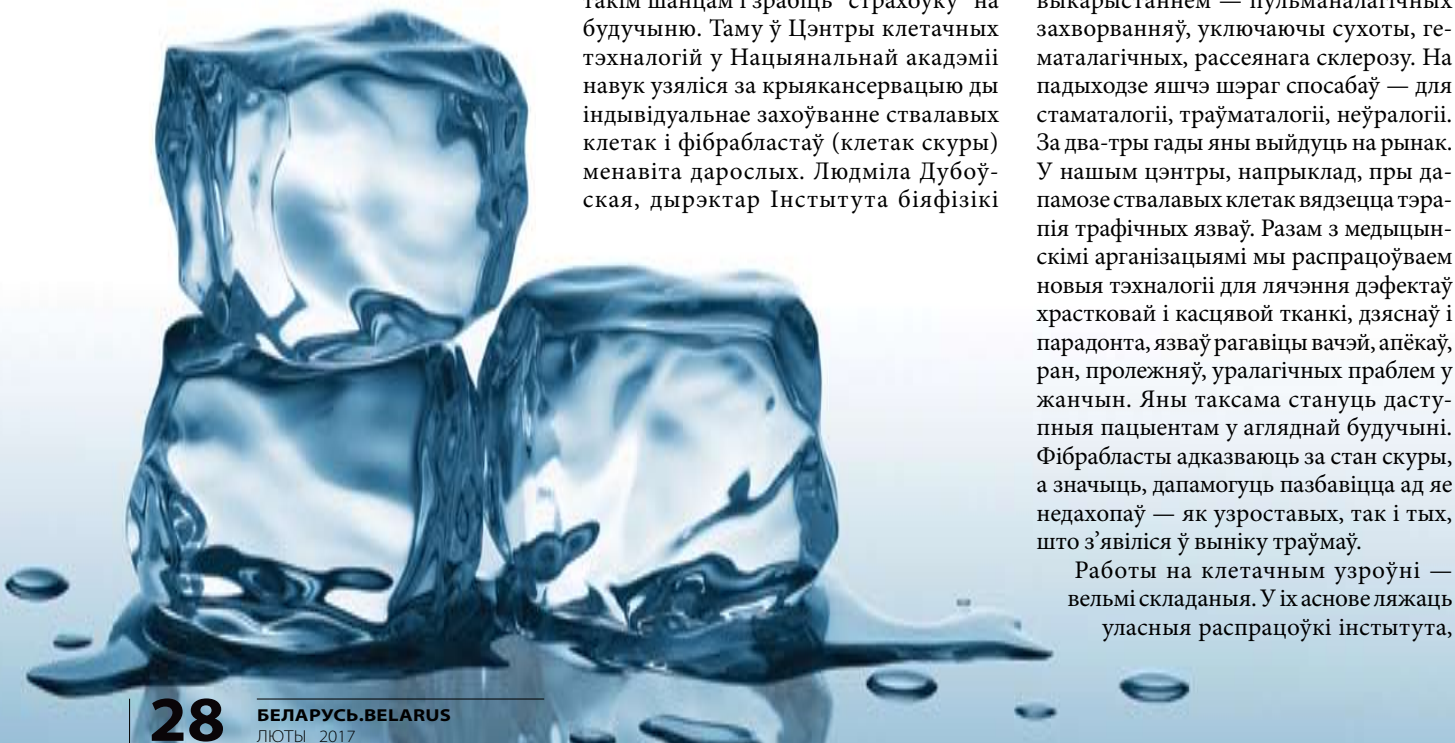 такім шанцам і зрабіць "страхоўку" на
будучыню. Таму ў Цэнтры клетачных
тэхналогій у Нацыянальнай акадэміі
навук узяліся за крыякансервацыю ды
індывідуальнае захоўванне ствалавых
клетак і фібрабластаў (клетак скуры)
менавіта дарослых. Людміла Дубоў-
ская, дырэктар Інстытута біяфізікі
выкарыстаннем — пульманалагічных
захворванняў, уключаючы сухоты, ге-
маталагічных, рассеянага склерозу. На
падыходзе яшчэ шэраг спосабаў — для
стаматалогіі, траўматалогіі, неўралогіі.
За два-тры гады яны выйдуць на рынак.
У нашым цэнтры, напрыклад, пры да-
памозе ствалавых клетак вядзецца тэра-
пія трафічных язваў. Разам з медыцын-
скімі арганізацыямі мы распрацоўваем
новыя тэхналогіі для лячэння дэфектаў
храстковай і касцявой тканкі, дзяснаў і
парадонта, язваў рагавіцы вачэй, апёкаў,
ран, пролежняў, уралагічных праблем у
жанчын. Яны таксама стануць дасту-
пныя пацыентам у агляднай будучыні.
Фібрабласты адказваюць за стан скуры,
а значыць, дапамогуць пазбавіцца ад яе
недахопаў — як узроставых, так і тых,
што з'явіліся ў выніку траўмаў.
Работы на клетачным узроўні —
вельмі складаныя. У іх аснове ляжаць
уласныя распрацоўкі інстытута,
28
БЕЛАРУСЬ.BELARUS
ЛЮТЫ 2017